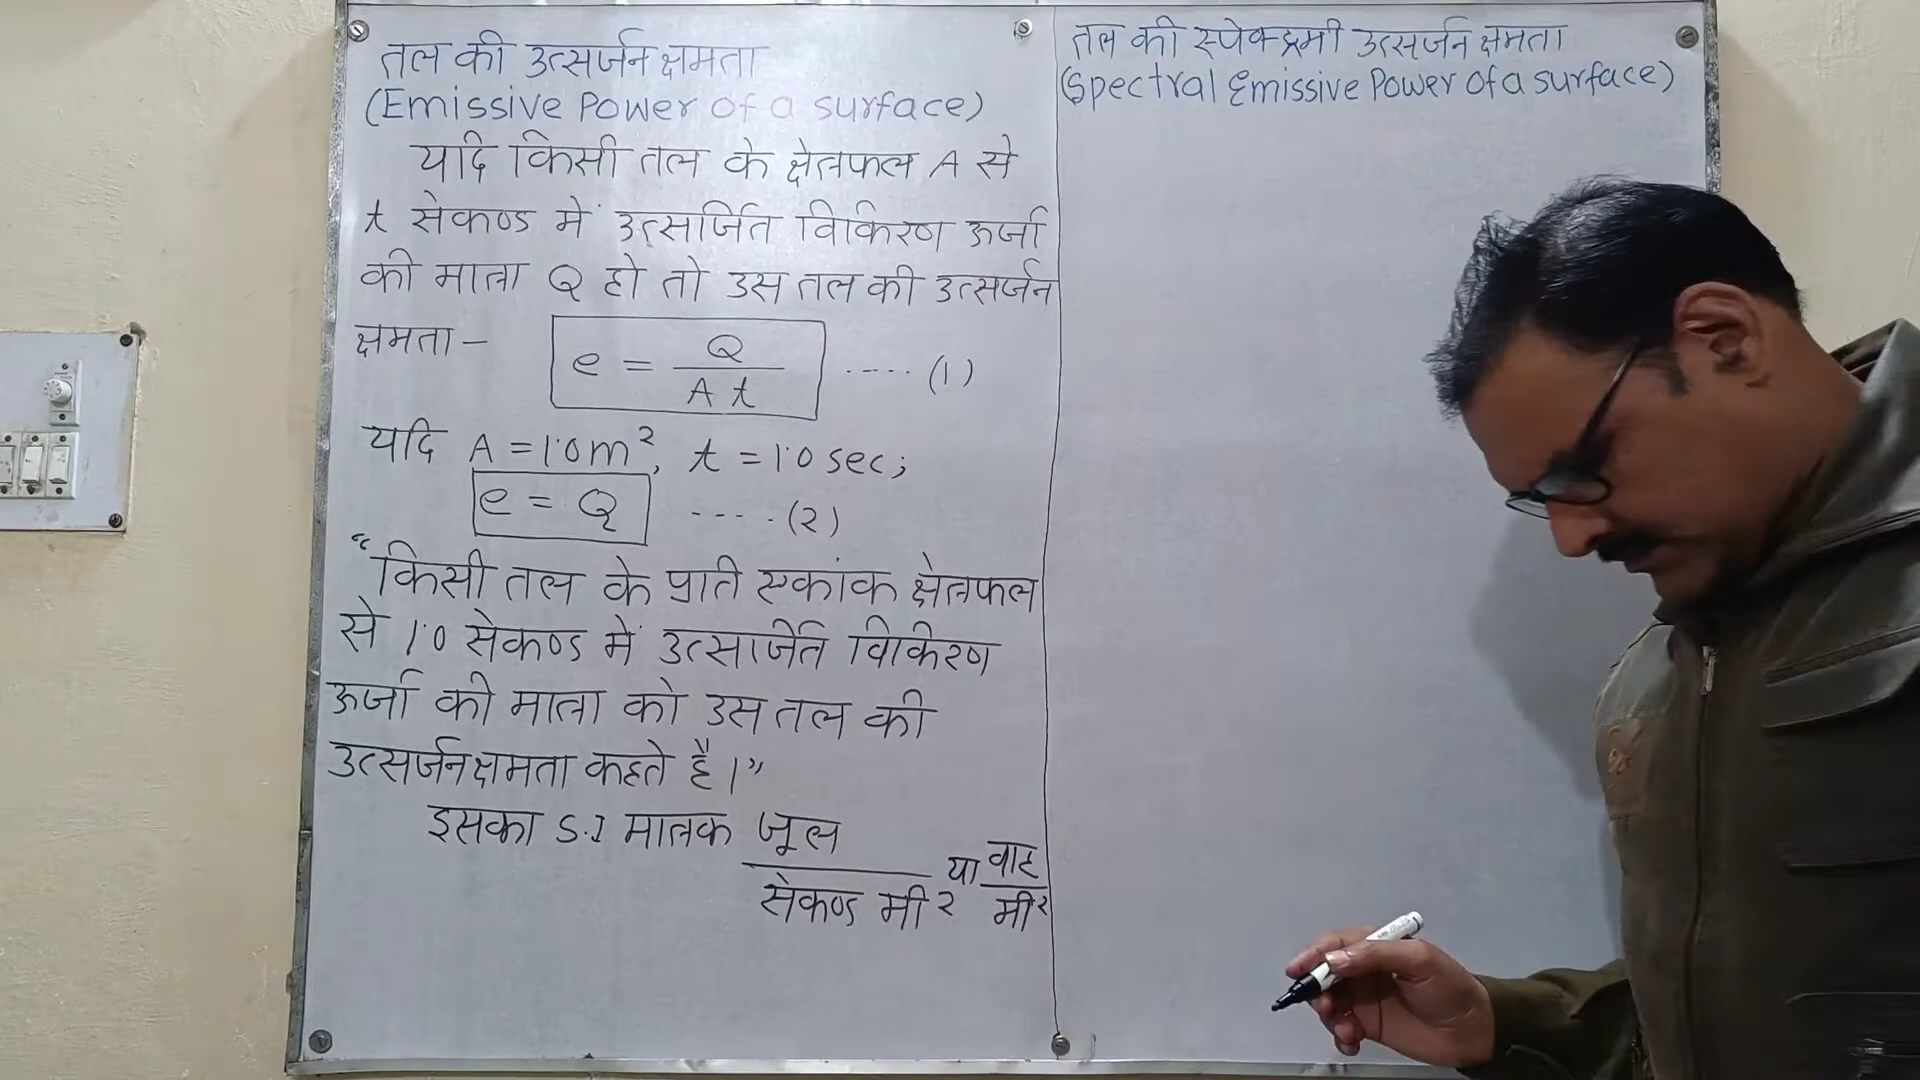 तल की उत्सर्जन क्षमता
(Emissive Power of a surface)
यदि किसी तल के क्षेत्रफल A से
t सेकण्ड में उत्सर्जित विकिरण ऊर्जा
की मात्रा Q हो तो उस तल की उत्सर्जन
क्षमता – e = Q / A t ..... (1)
यदि A = 1.0 m², t = 1.0 sec;
e = Q ..... (2)
“किसी तल के प्रति एकांक क्षेत्रफल
से 1.0 सेकण्ड में उत्सर्जित विकिरण
ऊर्जा की मात्रा को उस तल की
उत्सर्जन क्षमता कहते है।”
इसका S.I मात्रक जूल / सेकण्ड मी² या वाट / मी²
तल की स्पेक्ट्रमी उत्सर्जन क्षमता
(Spectral Emissive Power of a surface)